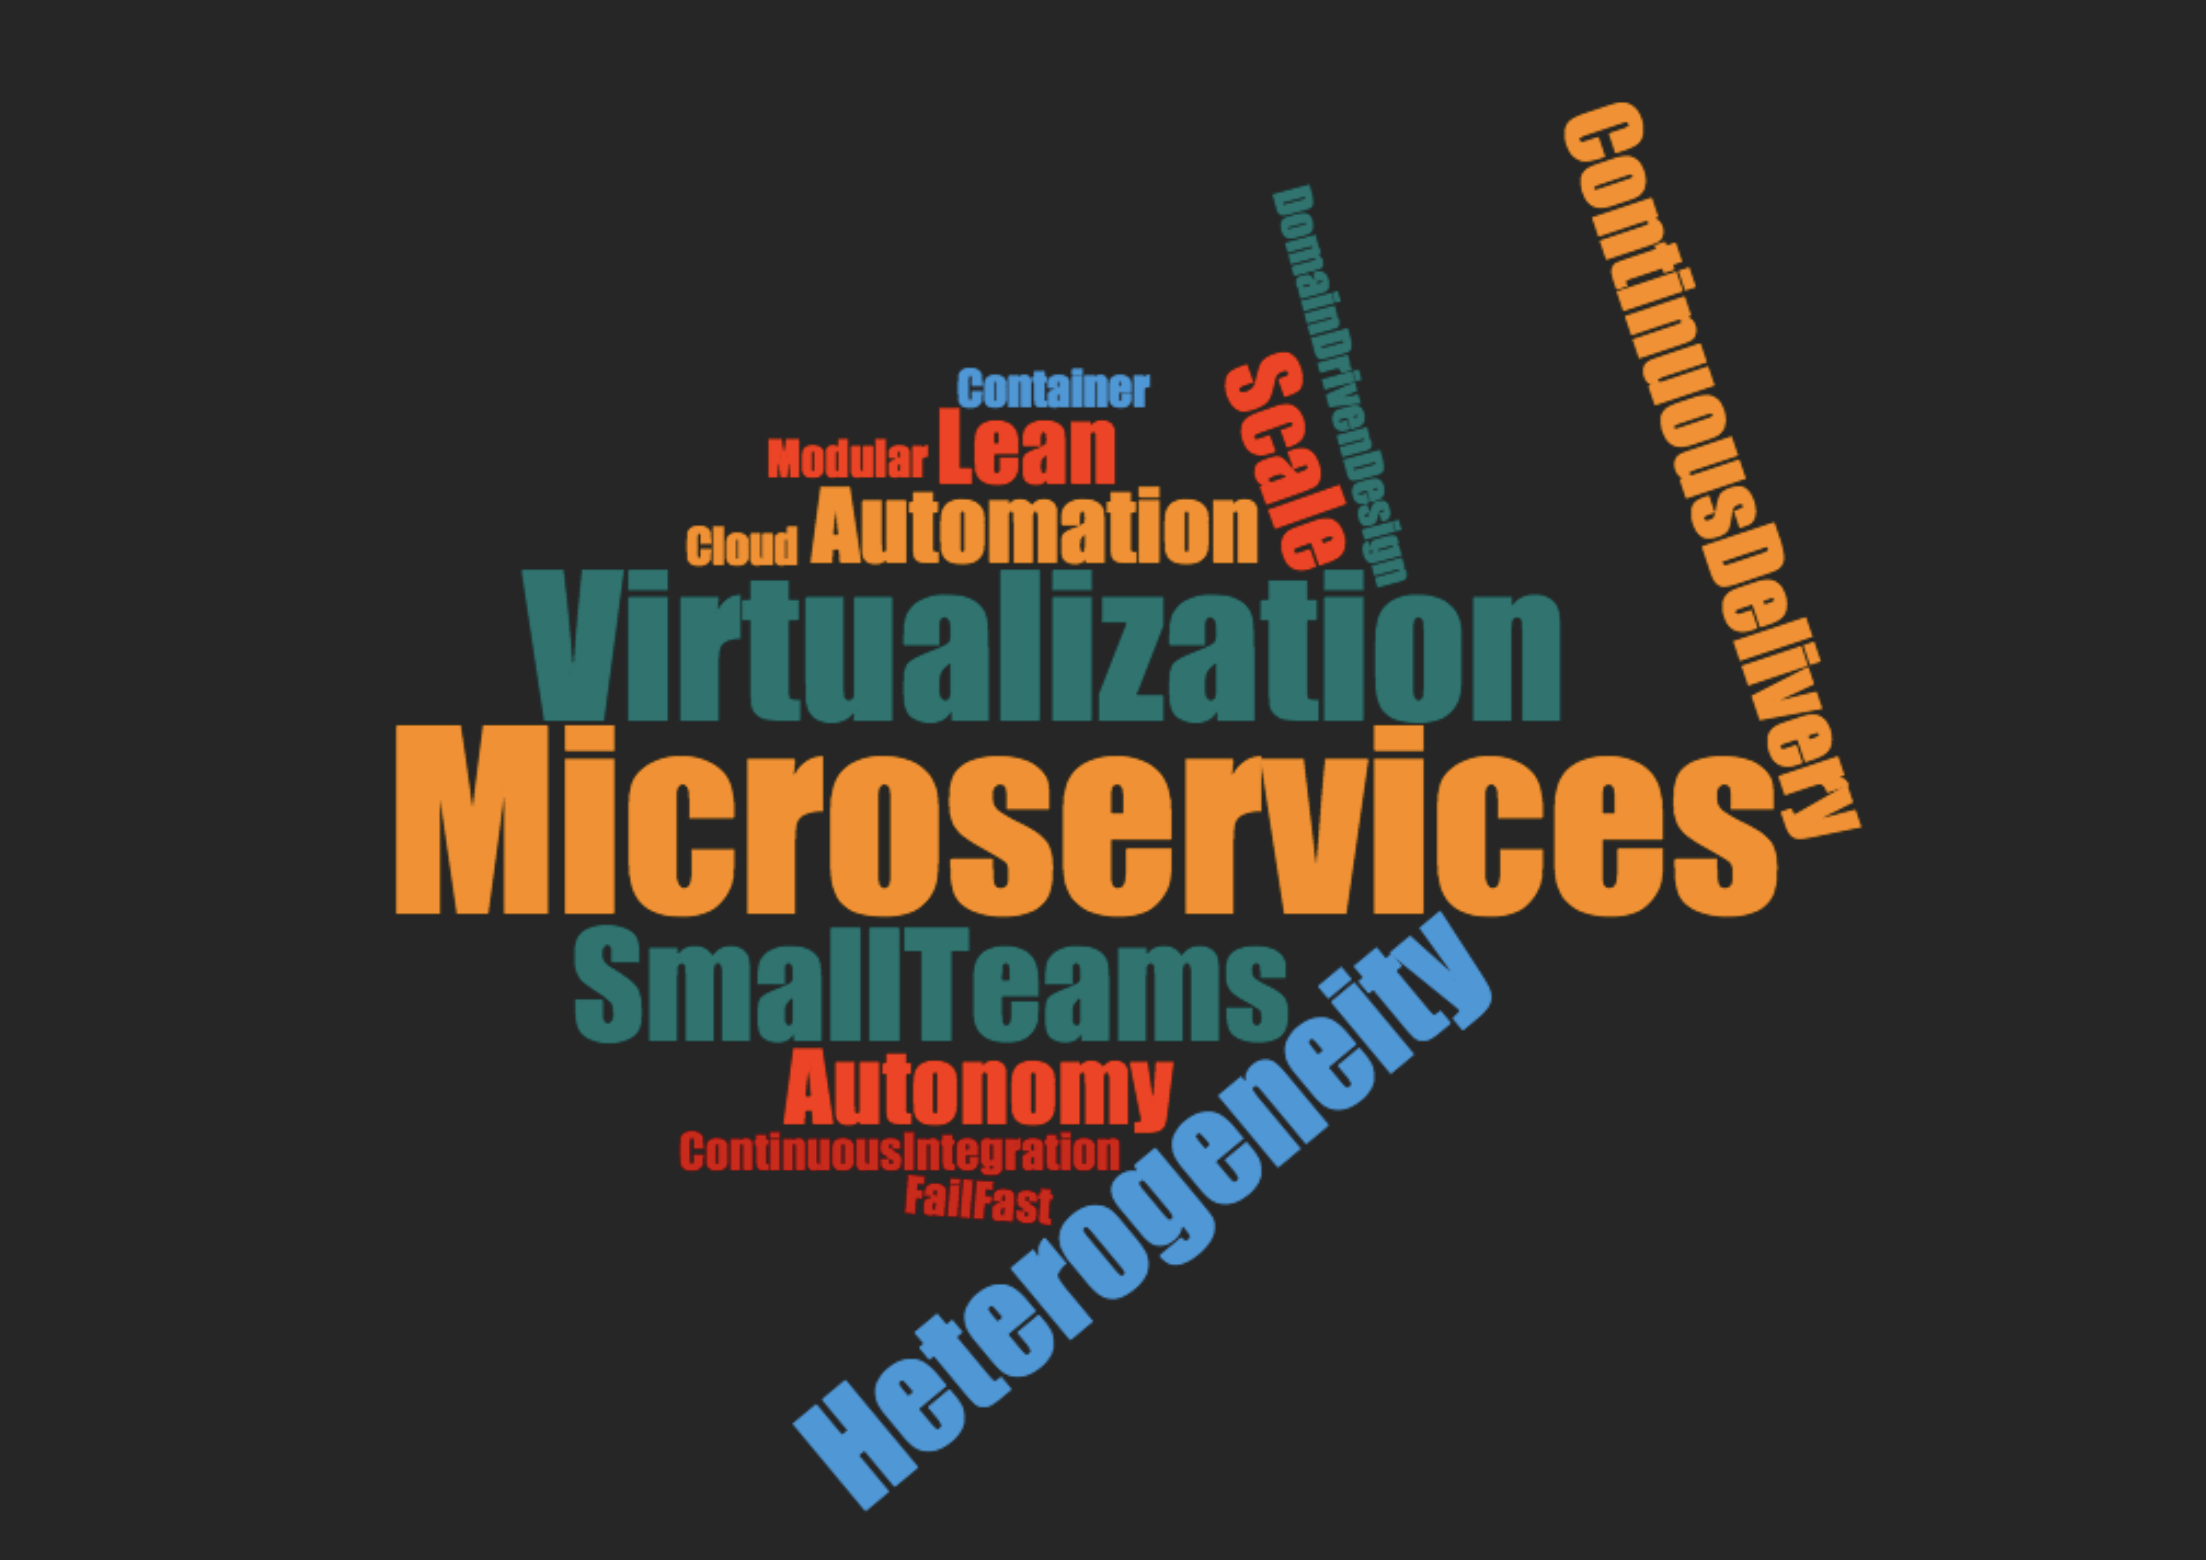 ContinuousDelivery
DomainDrivenDesign
Scale
Container
Lean
Modular
Automation
Cloud
Virtualization
Microservices
SmallTeams
Heterogeneity
Autonomy
ContinuousIntegration
FailFast